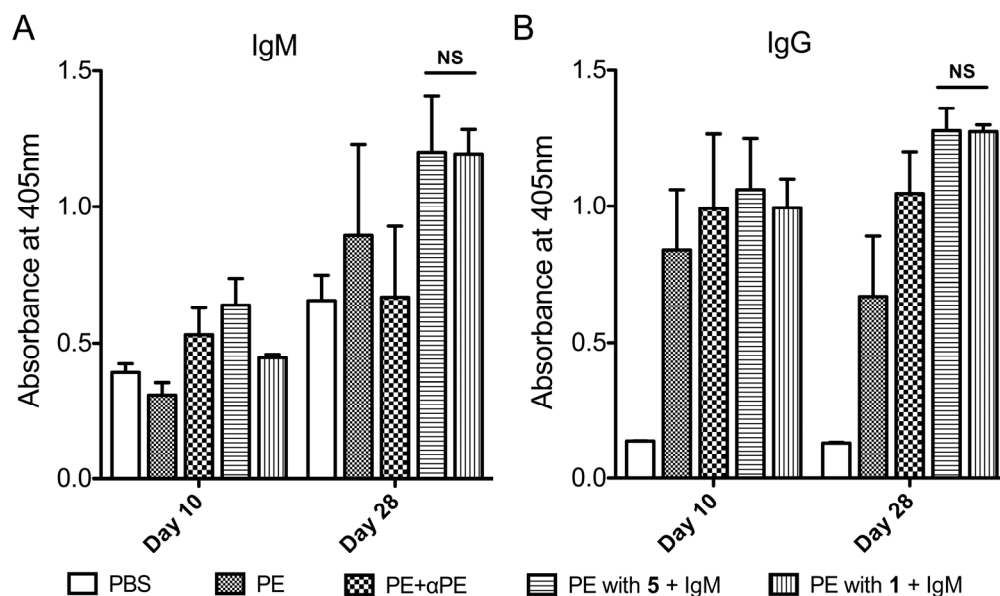 A
IgM
Absorbance at 405nm
1.5
1.0
0.5
0.0
NS
Day 10
Day 28
B
IgG
Absorbance at 405nm
1.5
1.0
0.5
0.0
NS
Day 10
Day 28
PBS PE PE+αPE PE with 5 + IgM PE with 1 + IgM